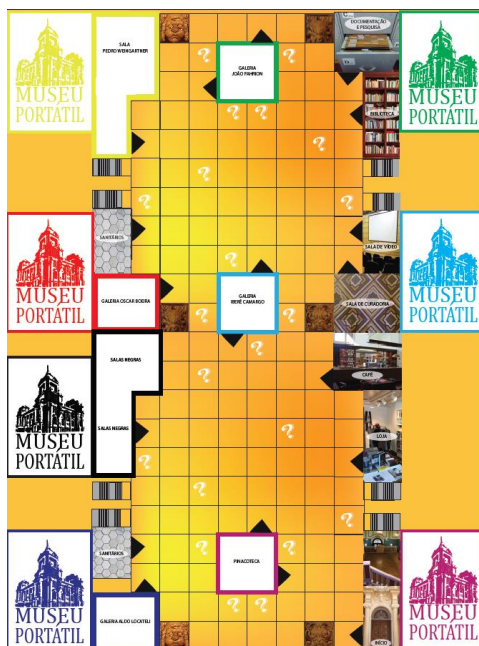 MUSEU
PORTÁTIL
SALA
PEDRO WEINGÄRTNER
?
GALERIA
JOÃO FAHRION
DOCUMENTAÇÃO
E PESQUISA
MUSEU
PORTÁTIL
?
?
BIBLIOTECA
?
?
?
SANITÁRIOS
?
?
SALA DE VÍDEO
MUSEU
PORTÁTIL
GALERIA OSCAR BOEIRA
?
GALERIA
IBERÊ CAMARGO
?
SALA DE CURADORIA
MUSEU
PORTÁTIL
MUSEU
PORTÁTIL
SALAS NEGRAS
CAFÉ
SALAS NEGRAS
?
LOJA
?
?
SANITÁRIOS
?
PINACOTECA
?
INÍCIO
MUSEU
PORTÁTIL
GALERIA ALDO LOCATELI
?
?
?
?
MUSEU
PORTÁTIL